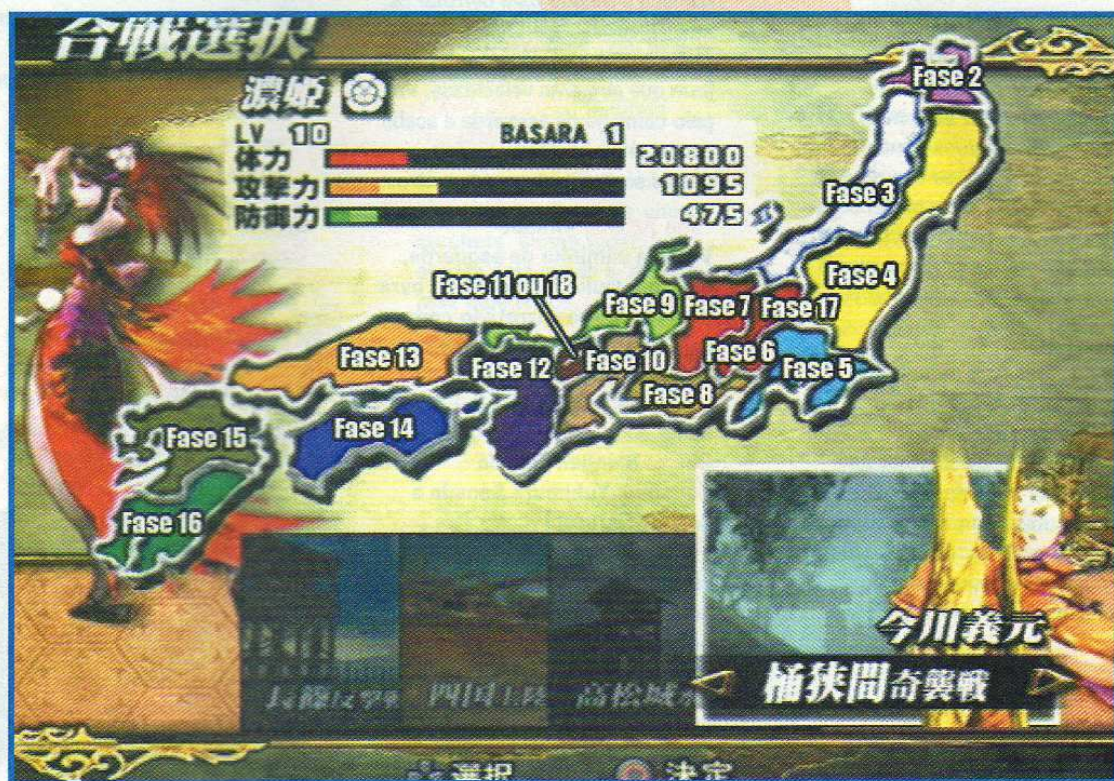 合戦選択
濃姫
LV 10 BASARA 1
体力 20800
攻撃力 1095
防御力 475
Fase 2
Fase 3
Fase 4
Fase 11 ou 18
Fase 9
Fase 7
Fase 17
Fase 13
Fase 12
Fase 10
Fase 6
Fase 5
Fase 8
Fase 15
Fase 14
Fase 16
今川義元
桶狭間奇襲戦
長篠 四国上陸 高松城
選択 決定